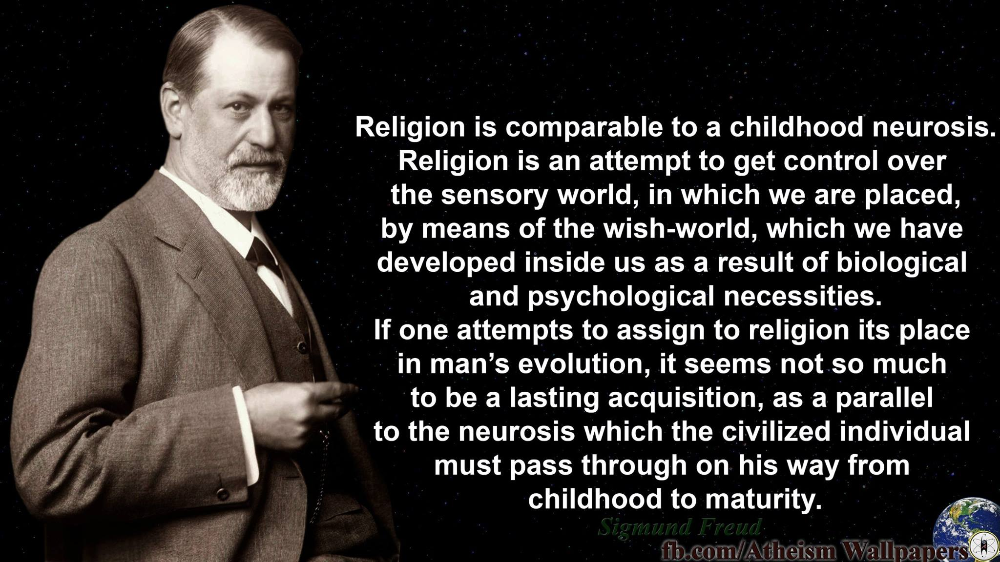 Religion is comparable to a childhood neurosis.
Religion is an attempt to get control over
the sensory world, in which we are placed,
by means of the wish-world, which we have
developed inside us as a result of biological
and psychological necessities.
If one attempts to assign to religion its place
in man’s evolution, it seems not so much
to be a lasting acquisition, as a parallel
to the neurosis which the civilized individual
must pass through on his way from
childhood to maturity.
Sigmund Freud
fb.com/Atheism Wallpapers